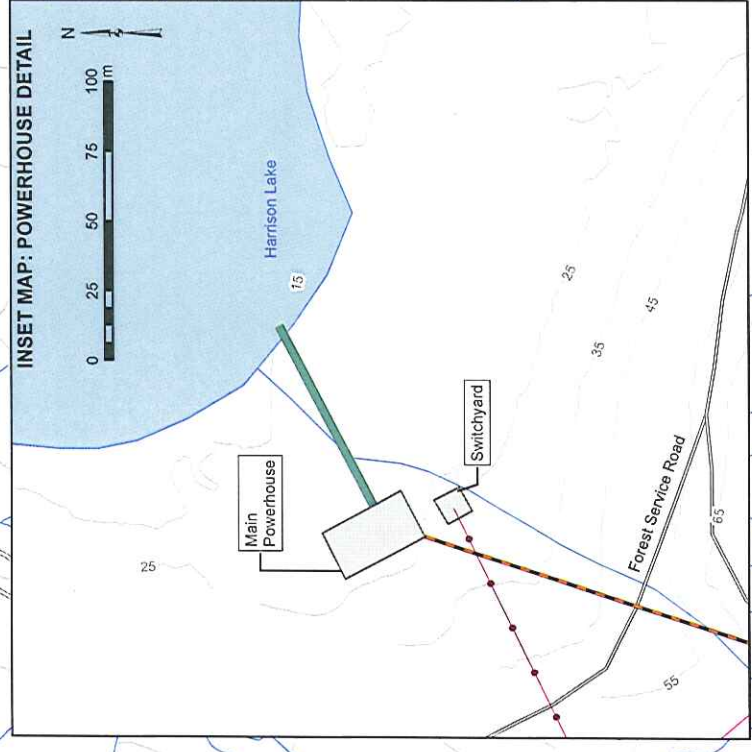 INSET MAP: POWERHOUSE DETAIL
N
0 25 50 75 100 m
Harrison Lake
15
Main
Powerhouse
Switchyard
25
25
35
45
Forest Service Road
65
55